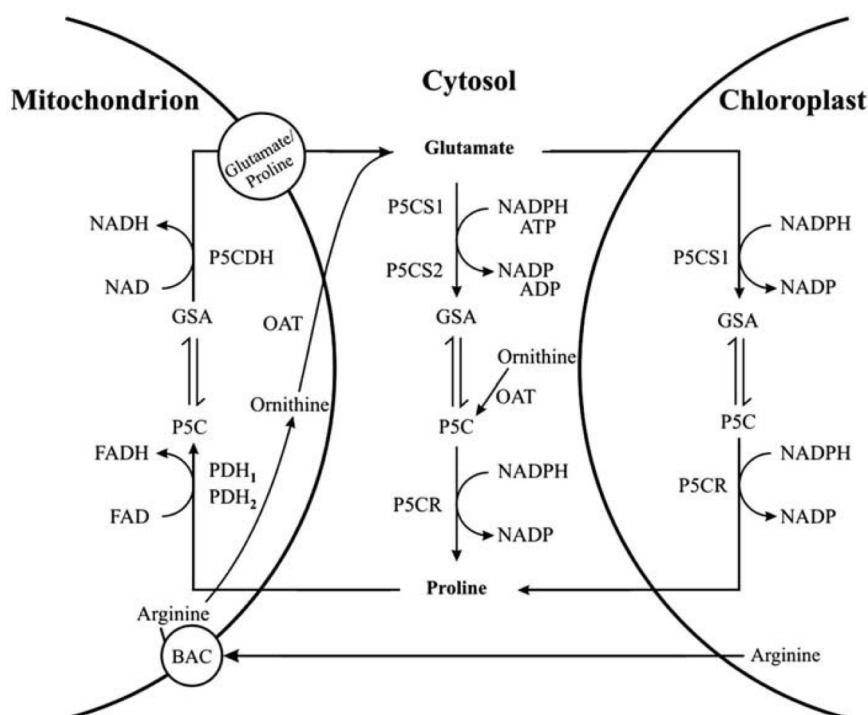 Mitochondrion
Cytosol
Chloroplast
Glutamate/
Proline
Glutamate
NADH
P5CDH
NAD
GSA
P5C
FADH
PDH1
PDH2
FAD
OAT
Ornithine
Arginine
BAC
P5CS1
NADPH
ATP
P5CS2
NADP
ADP
GSA
Ornithine
OAT
P5C
NADPH
P5CR
NADP
Proline
NADPH
P5CS1
NADP
GSA
P5C
NADPH
P5CR
NADP
Arginine